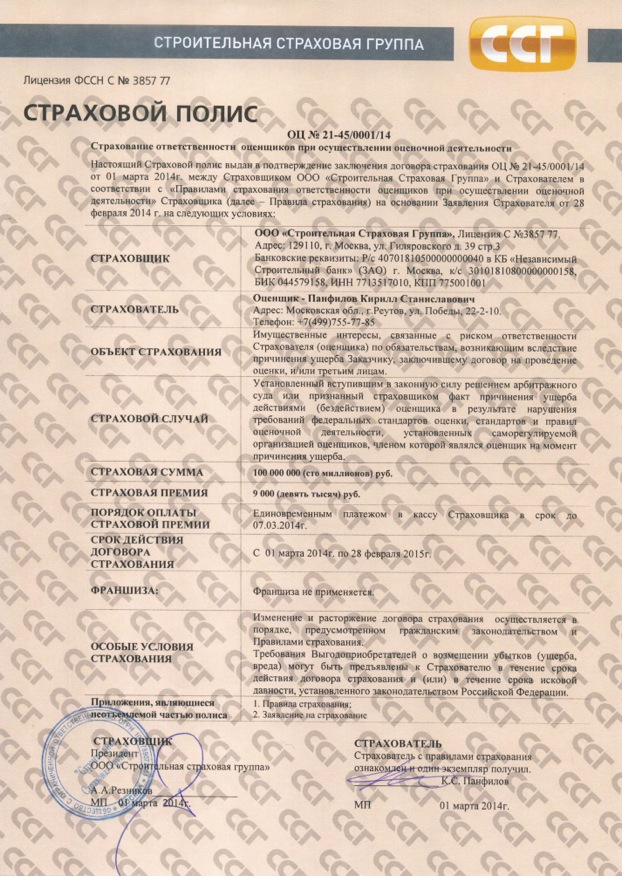 СТРОИТЕЛЬНАЯ СТРАХОВАЯ ГРУППА
ССГ
Лицензия ФССН С № 3857 77
СТРАХОВОЙ ПОЛИС
ОЦ № 21-45/0001/14
Страхование ответственности оценщиков при осуществлении оценочной деятельности
Настоящий Страховой полис выдан в подтверждение заключения договора страхования ОЦ № 21-45/0001/14
от 01 марта 2014г. между Страховщиком ООО «Строительная Страховая Группа» и Страхователем в
соответствии с «Правилами страхования ответственности оценщиков при осуществлении оценочной
деятельности» Страховщика (далее – Правила страхования) на основании Заявления Страхователя от 28
февраля 2014 г. на следующих условиях:
СТРАХОВЩИК
ООО «Строительная Страховая Группа», Лицензия С №3857 77,
Адрес: 129110, г. Москва, ул. Гиляровского д. 39 стр.3
Банковские реквизиты: Р/с 40701810500000000040 в КБ «Независимый
Строительный банк» (ЗАО) г. Москва, к/с 30101810800000000158,
БИК 044579158, ИНН 7713517010, КПП 775001001
СТРАХОВАТЕЛЬ
Оценщик - Панфилов Кирилл Станиславович
Адрес: Московская обл., г.Реутов, ул. Победы, 22-2-10.
Телефон: +7(499)755-77-85
ОБЪЕКТ СТРАХОВАНИЯ
Имущественные интересы, связанные с риском ответственности
Страхователя (оценщика) по обязательствам, возникающим вследствие
причинения ущерба Заказчику, заключившему договор на проведение
оценки, и/или третьим лицам.
СТРАХОВОЙ СЛУЧАЙ
Установленный вступившим в законную силу решением арбитражного
суда или признанный страховщиком факт причинения ущерба
действиями (бездействием) оценщика в результате нарушения
требований федеральных стандартов оценки, стандартов и правил
оценочной деятельности, установленных саморегулируемой
организацией оценщиков, членом которой являлся оценщик на момент
причинения ущерба.
СТРАХОВАЯ СУММА
100 000 000 (сто миллионов) руб.
СТРАХОВАЯ ПРЕМИЯ
9 000 (девять тысяч) руб.
ПОРЯДОК ОПЛАТЫ
СТРАХОВОЙ ПРЕМИИ
Единовременным платежом в кассу Страховщика в срок до
07.03.2014г.
СРОК ДЕЙСТВИЯ
ДОГОВОРА
СТРАХОВАНИЯ
С 01 марта 2014г. по 28 февраля 2015г.
ФРАНШИЗА:
Франшиза не применяется.
ОСОБЫЕ УСЛОВИЯ
СТРАХОВАНИЯ
Изменение и расторжение договора страхования осуществляется в
порядке, предусмотренном гражданским законодательством и
Правилами страхования.
Требования Выгодоприобретателей о возмещении убытков (ущерба,
вреда) могут быть предъявлены к Страхователю в течение срока
действия договора страхования и (или) в течение срока исковой
давности, установленного законодательством Российской Федерации.
Приложения, являющиеся
неотъемлемой частью полиса
1. Правила страхования;
2. Заявление на страхование
СТРАХОВЩИК
Президент
ООО «Строительная страховая группа»
А.А.Резников
МП 01 марта 2014г.
СТРАХОВАТЕЛЬ
Страхователь с правилами страхования
ознакомлен и один экземпляр получил.
К.С. Панфилов
МП 01 марта 2014г.